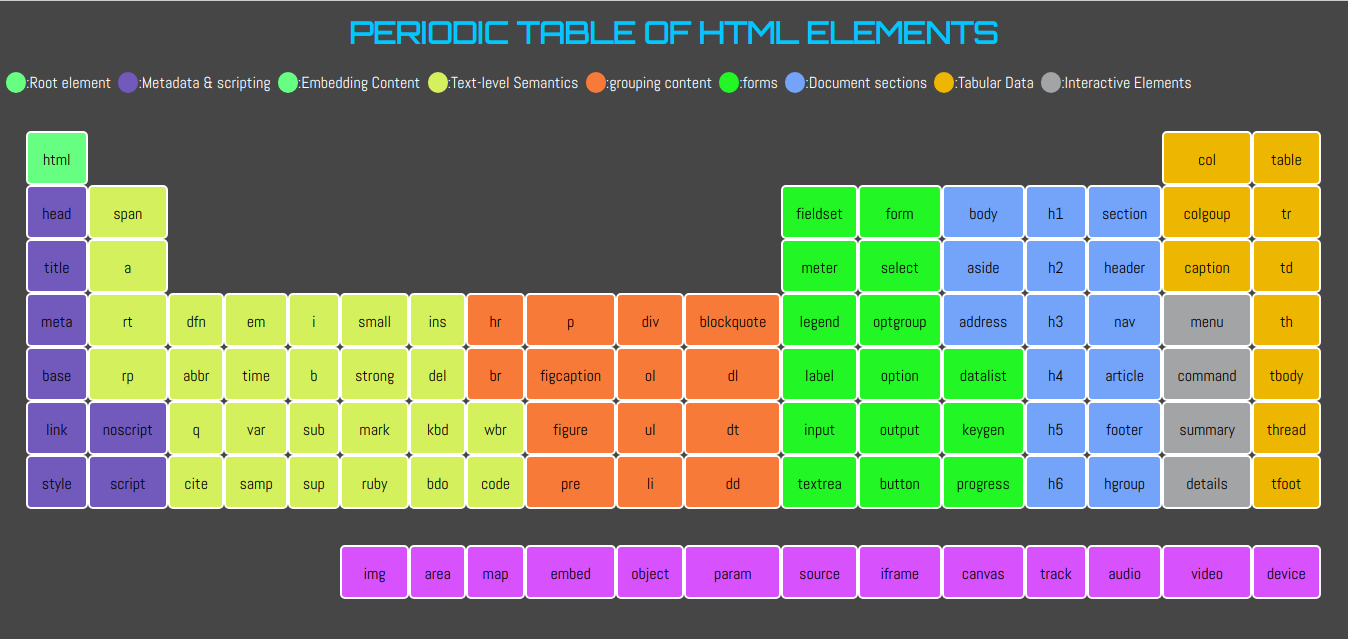 PERIODIC TABLE OF HTML ELEMENTS
:Root element :Metadata & scripting :Embedding Content :Text-level Semantics :grouping content :forms :Document sections :Tabular Data :Interactive Elements
html col table
head span fieldset form body h1 section colgoup tr
title a meter select aside h2 header caption td
meta rt dfn em i small ins hr p div blockquote legend optgroup address h3 nav menu th
base rp abbr time b strong del br figcaption ol dl label option datalist h4 article command tbody
link noscript q var sub mark kbd wbr figure ul dt input output keygen h5 footer summary thread
style script cite samp sup ruby bdo code pre li dd textrea button progress h6 hgroup details tfoot
img area map embed object param source iframe canvas track audio video device